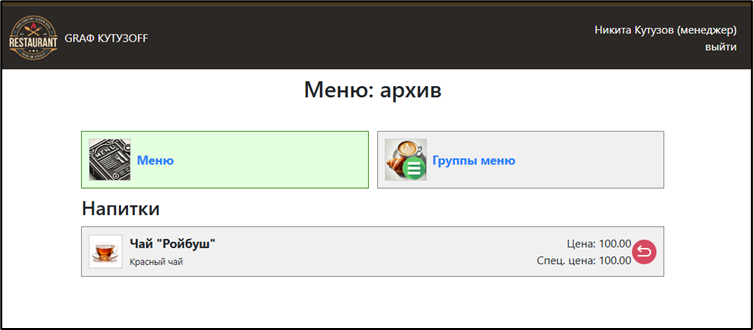 RESTAURANT
GRAФ КУТУЗOFF
Никита Кутузов (менеджер)
выйти
Меню: архив
MENU
Меню
Группы меню
Напитки
Чай "Ройбуш"
Красный чай
Цена: 100.00
Спец. цена: 100.00